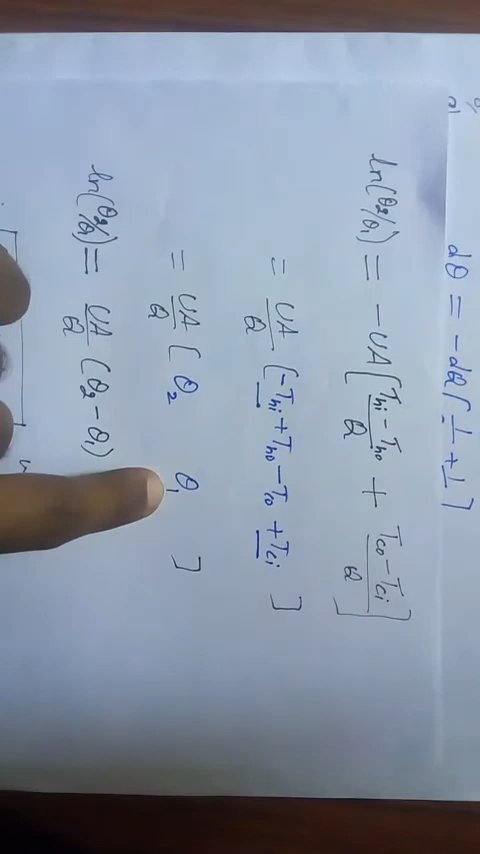 dθ = - dQ [ 1/ + 1/ ]
ln(θ2/θ1) = - UA [ (Thi - Tho)/Q + (Tco - Tci)/Q ]
= UA/Q [ -Thi + Tho - Tco + Tci ]
= UA/Q ( θ2 θ1 ]
ln(θ2/θ1) = UA/Q ( θ2 - θ1 )